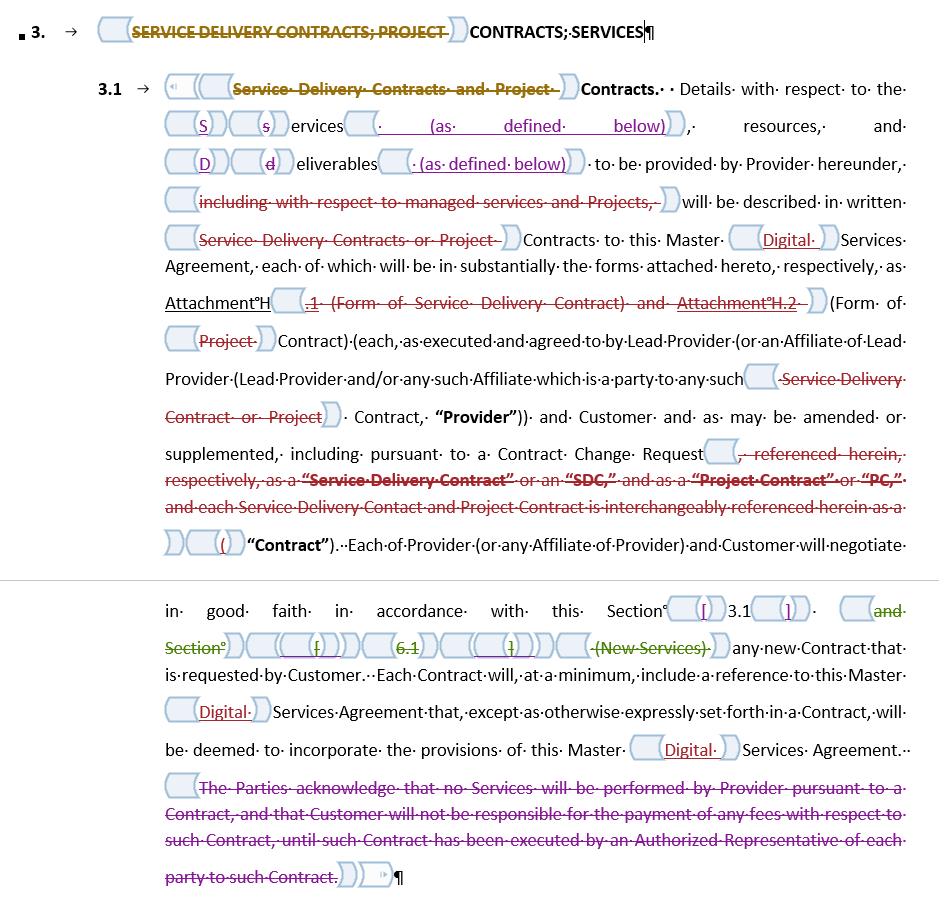 3. → SERVICE DELIVERY CONTRACTS; PROJECT CONTRACTS; SERVICES¶
3.1 → Service Delivery Contracts and Project Contracts. Details with respect to the
S s ervices (as defined below), resources, and
D d eliverables (as defined below) to be provided by Provider hereunder,
including with respect to managed services and Projects, will be described in written
Service Delivery Contracts or Project Contracts to this Master Digital Services
Agreement, each of which will be in substantially the forms attached hereto, respectively, as
Attachment°H.1 (Form of Service Delivery Contract) and Attachment°H.2 (Form of
Project Contract) (each, as executed and agreed to by Lead Provider (or an Affiliate of Lead
Provider (Lead Provider and/or any such Affiliate which is a party to any such Service Delivery
Contract or Project Contract, “Provider”)) and Customer and as may be amended or
supplemented, including pursuant to a Contract Change Request, referenced herein,
respectively, as a “Service Delivery Contract” or an “SDC,” and as a “Project Contract” or “PC,”
and each Service Delivery Contact and Project Contract is interchangeably referenced herein as a
( “Contract”). Each of Provider (or any Affiliate of Provider) and Customer will negotiate
in good faith in accordance with this Section°[3.1] and
Section°[6.1] (New Services) any new Contract that
is requested by Customer. Each Contract will, at a minimum, include a reference to this Master
Digital Services Agreement that, except as otherwise expressly set forth in a Contract, will
be deemed to incorporate the provisions of this Master Digital Services Agreement.
The Parties acknowledge that no Services will be performed by Provider pursuant to a
Contract, and that Customer will not be responsible for the payment of any fees with respect to
such Contract, until such Contract has been executed by an Authorized Representative of each
party to such Contract.¶